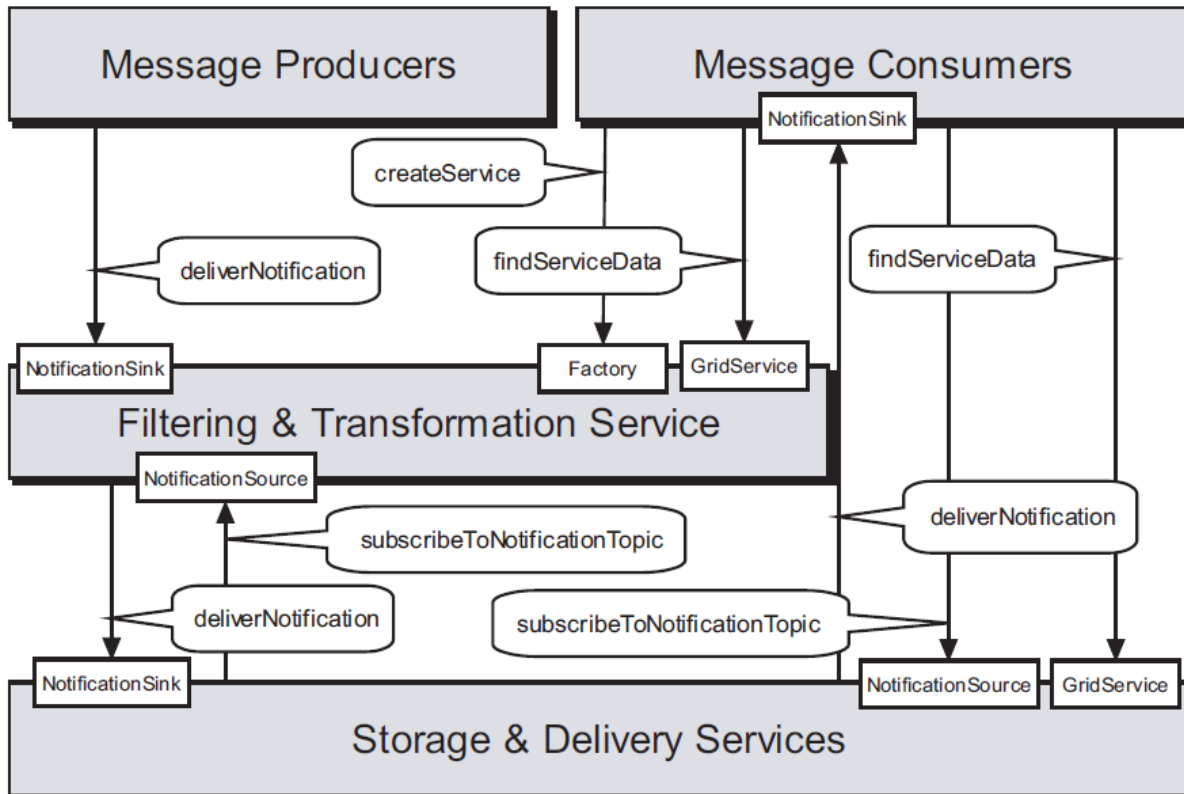 Message Producers
Message Consumers
NotificationSink
createService
deliverNotification
findServiceData
findServiceData
NotificationSink
Factory
GridService
Filtering & Transformation Service
NotificationSource
deliverNotification
subscribeToNotificationTopic
deliverNotification
subscribeToNotificationTopic
NotificationSink
NotificationSource
GridService
Storage & Delivery Services